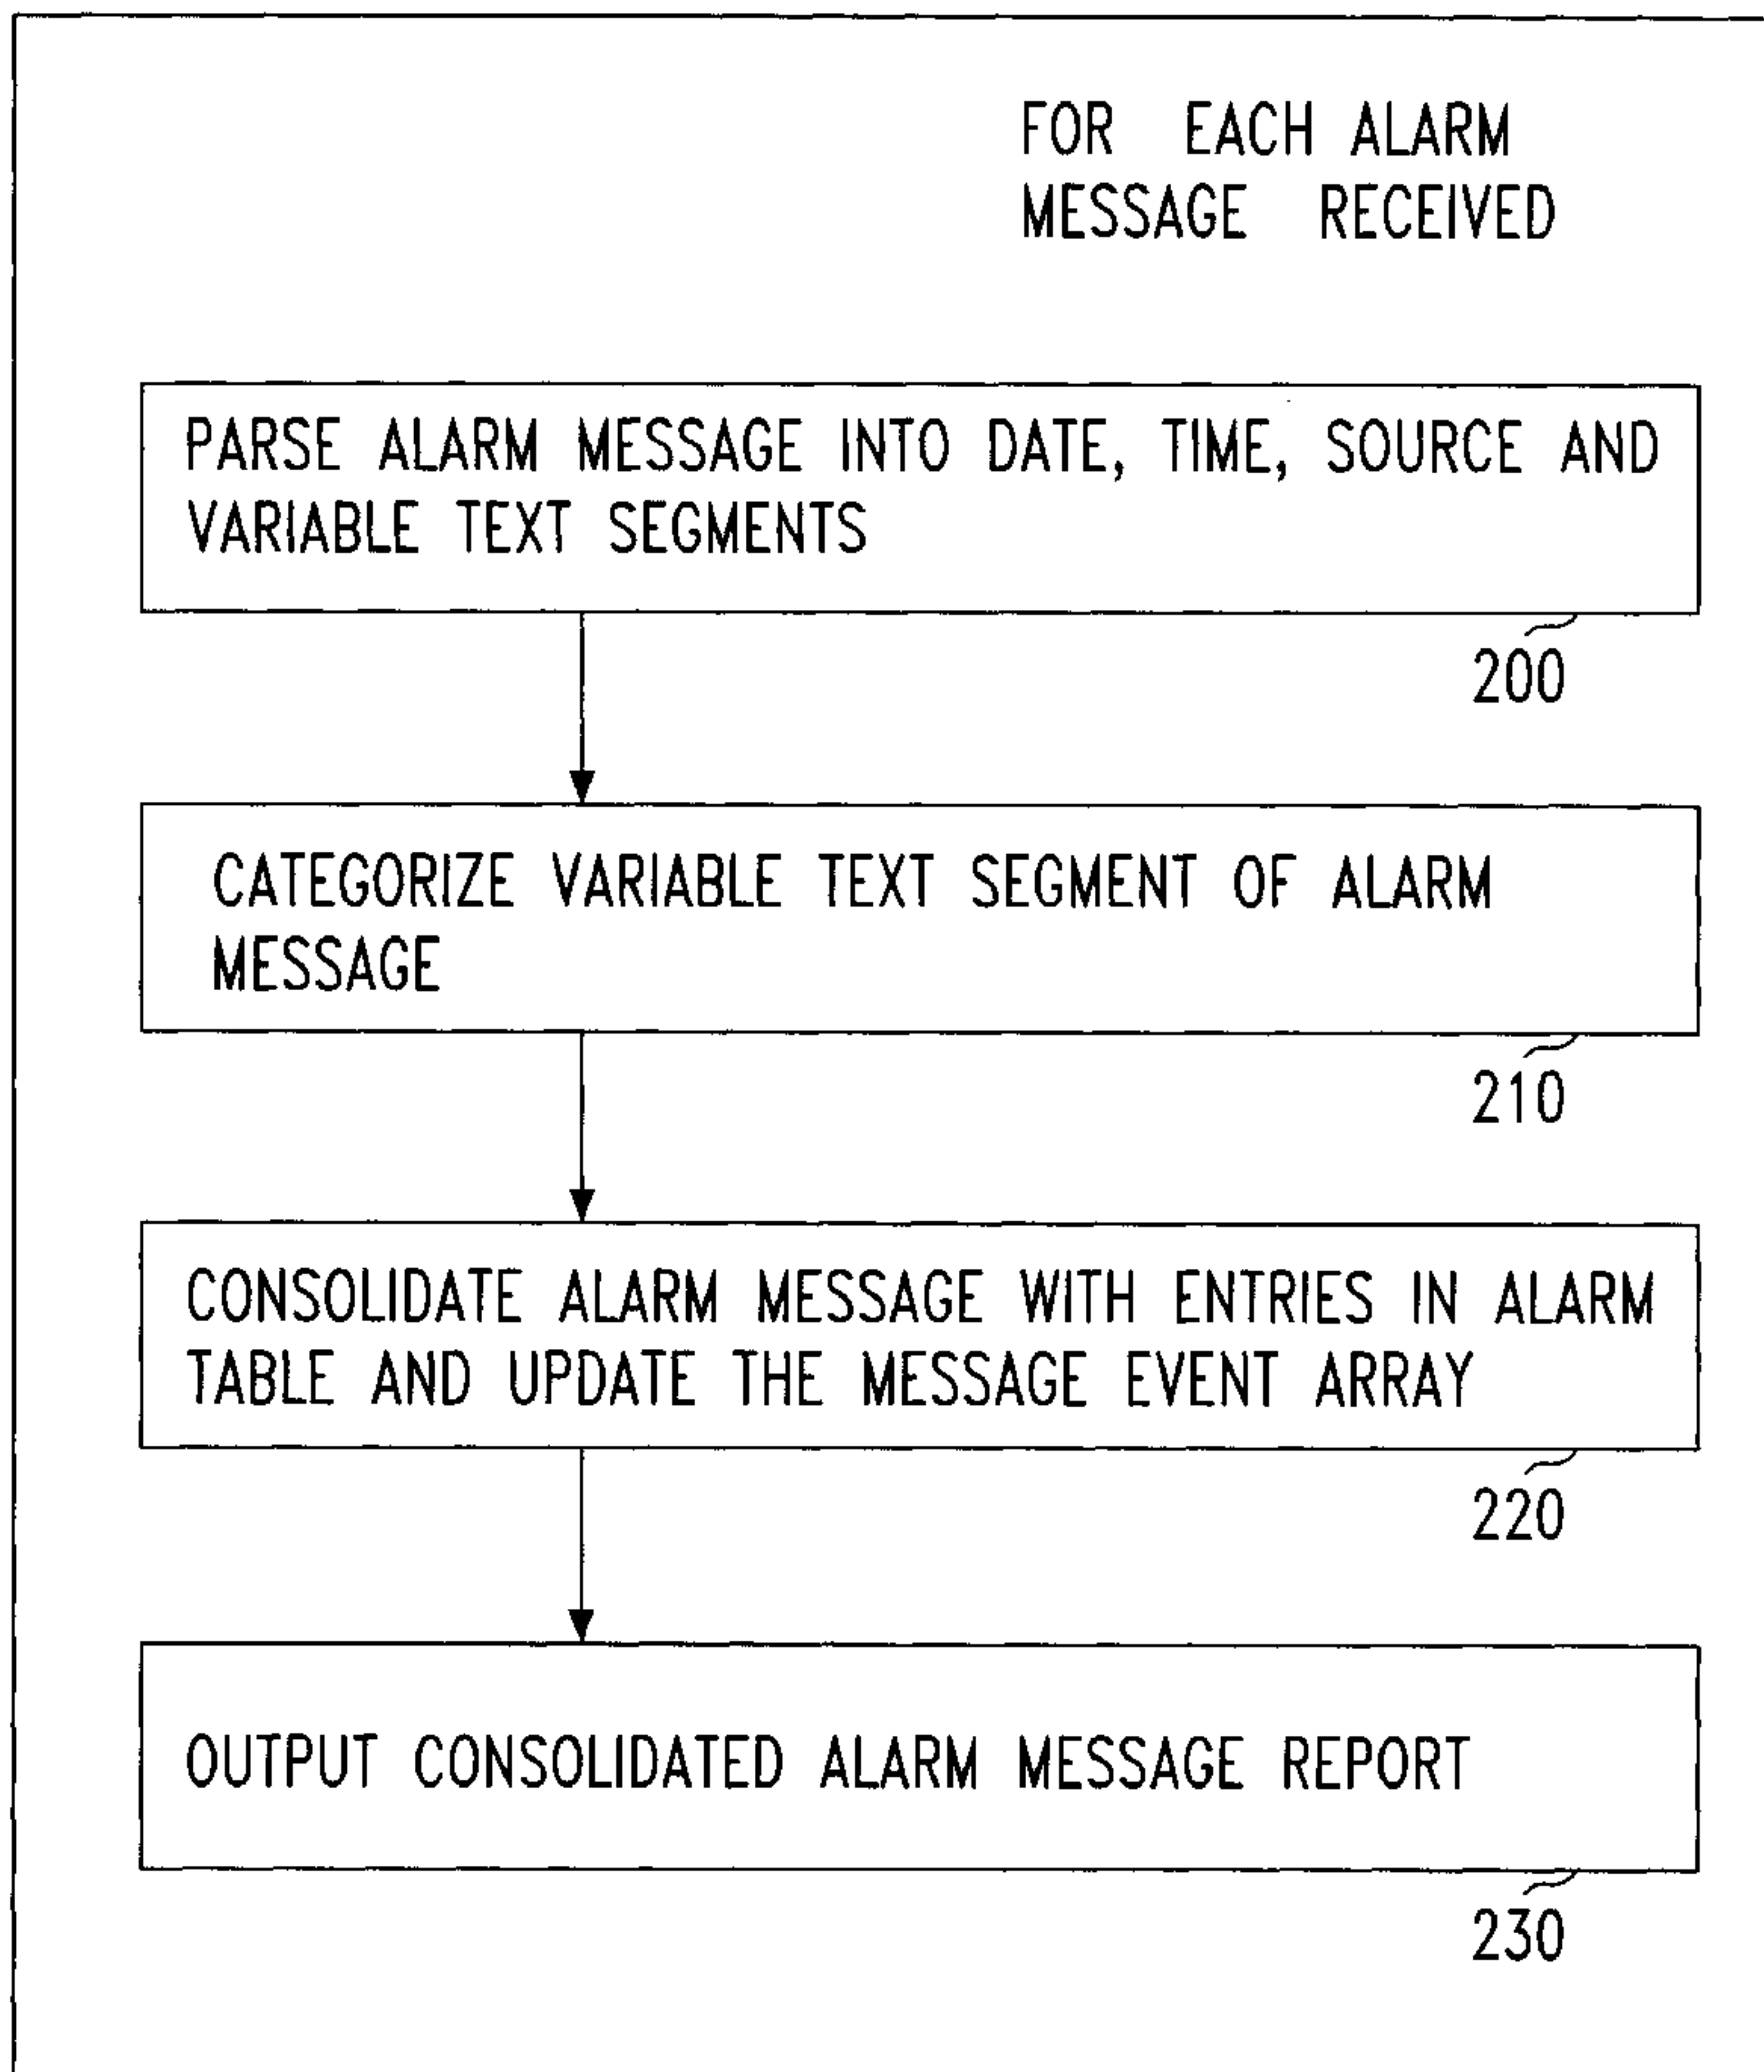 FOR EACH ALARM
MESSAGE RECEIVED
PARSE ALARM MESSAGE INTO DATE, TIME, SOURCE AND
VARIABLE TEXT SEGMENTS
200
CATEGORIZE VARIABLE TEXT SEGMENT OF ALARM
MESSAGE
210
CONSOLIDATE ALARM MESSAGE WITH ENTRIES IN ALARM
TABLE AND UPDATE THE MESSAGE EVENT ARRAY
220
OUTPUT CONSOLIDATED ALARM MESSAGE REPORT
230